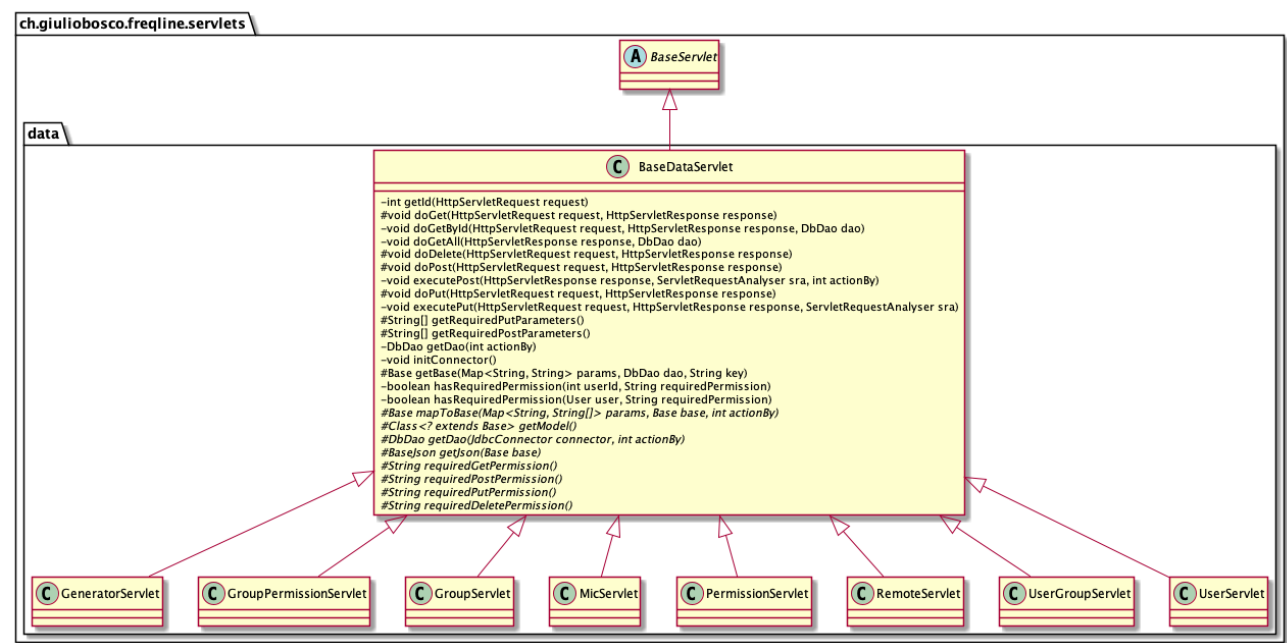 ch.giuliobosco.freqline.servlets
A BaseServlet
data
C BaseDataServlet
-int getId(HttpServletRequest request)
#void doGet(HttpServletRequest request, HttpServletResponse response)
-void doGetById(HttpServletRequest request, HttpServletResponse response, DbDao dao)
-void doGetAll(HttpServletResponse response, DbDao dao)
#void doDelete(HttpServletRequest request, HttpServletResponse response)
#void doPost(HttpServletRequest request, HttpServletResponse response)
-void executePost(HttpServletResponse response, ServletRequestAnalyser sra, int actionBy)
#void doPut(HttpServletRequest request, HttpServletResponse response)
-void executePut(HttpServletRequest request, HttpServletResponse response, ServletRequestAnalyser sra)
#String[] getRequiredPutParameters()
#String[] getRequiredPostParameters()
-DbDao getDao(int actionBy)
-void initConnector()
#Base getBase(Map<String, String> params, DbDao dao, String key)
-boolean hasRequiredPermission(int userId, String requiredPermission)
-boolean hasRequiredPermission(User user, String requiredPermission)
#Base mapToBase(Map<String, String[]> params, Base base, int actionBy)
#Class<? extends Base> getModel()
#DbDao getDao(JdbcConnector connector, int actionBy)
#BaseJson getJson(Base base)
#String requiredGetPermission()
#String requiredPostPermission()
#String requiredPutPermission()
#String requiredDeletePermission()
C GeneratorServlet
C GroupPermissionServlet
C GroupServlet
C MicServlet
C PermissionServlet
C RemoteServlet
C UserGroupServlet
C UserServlet